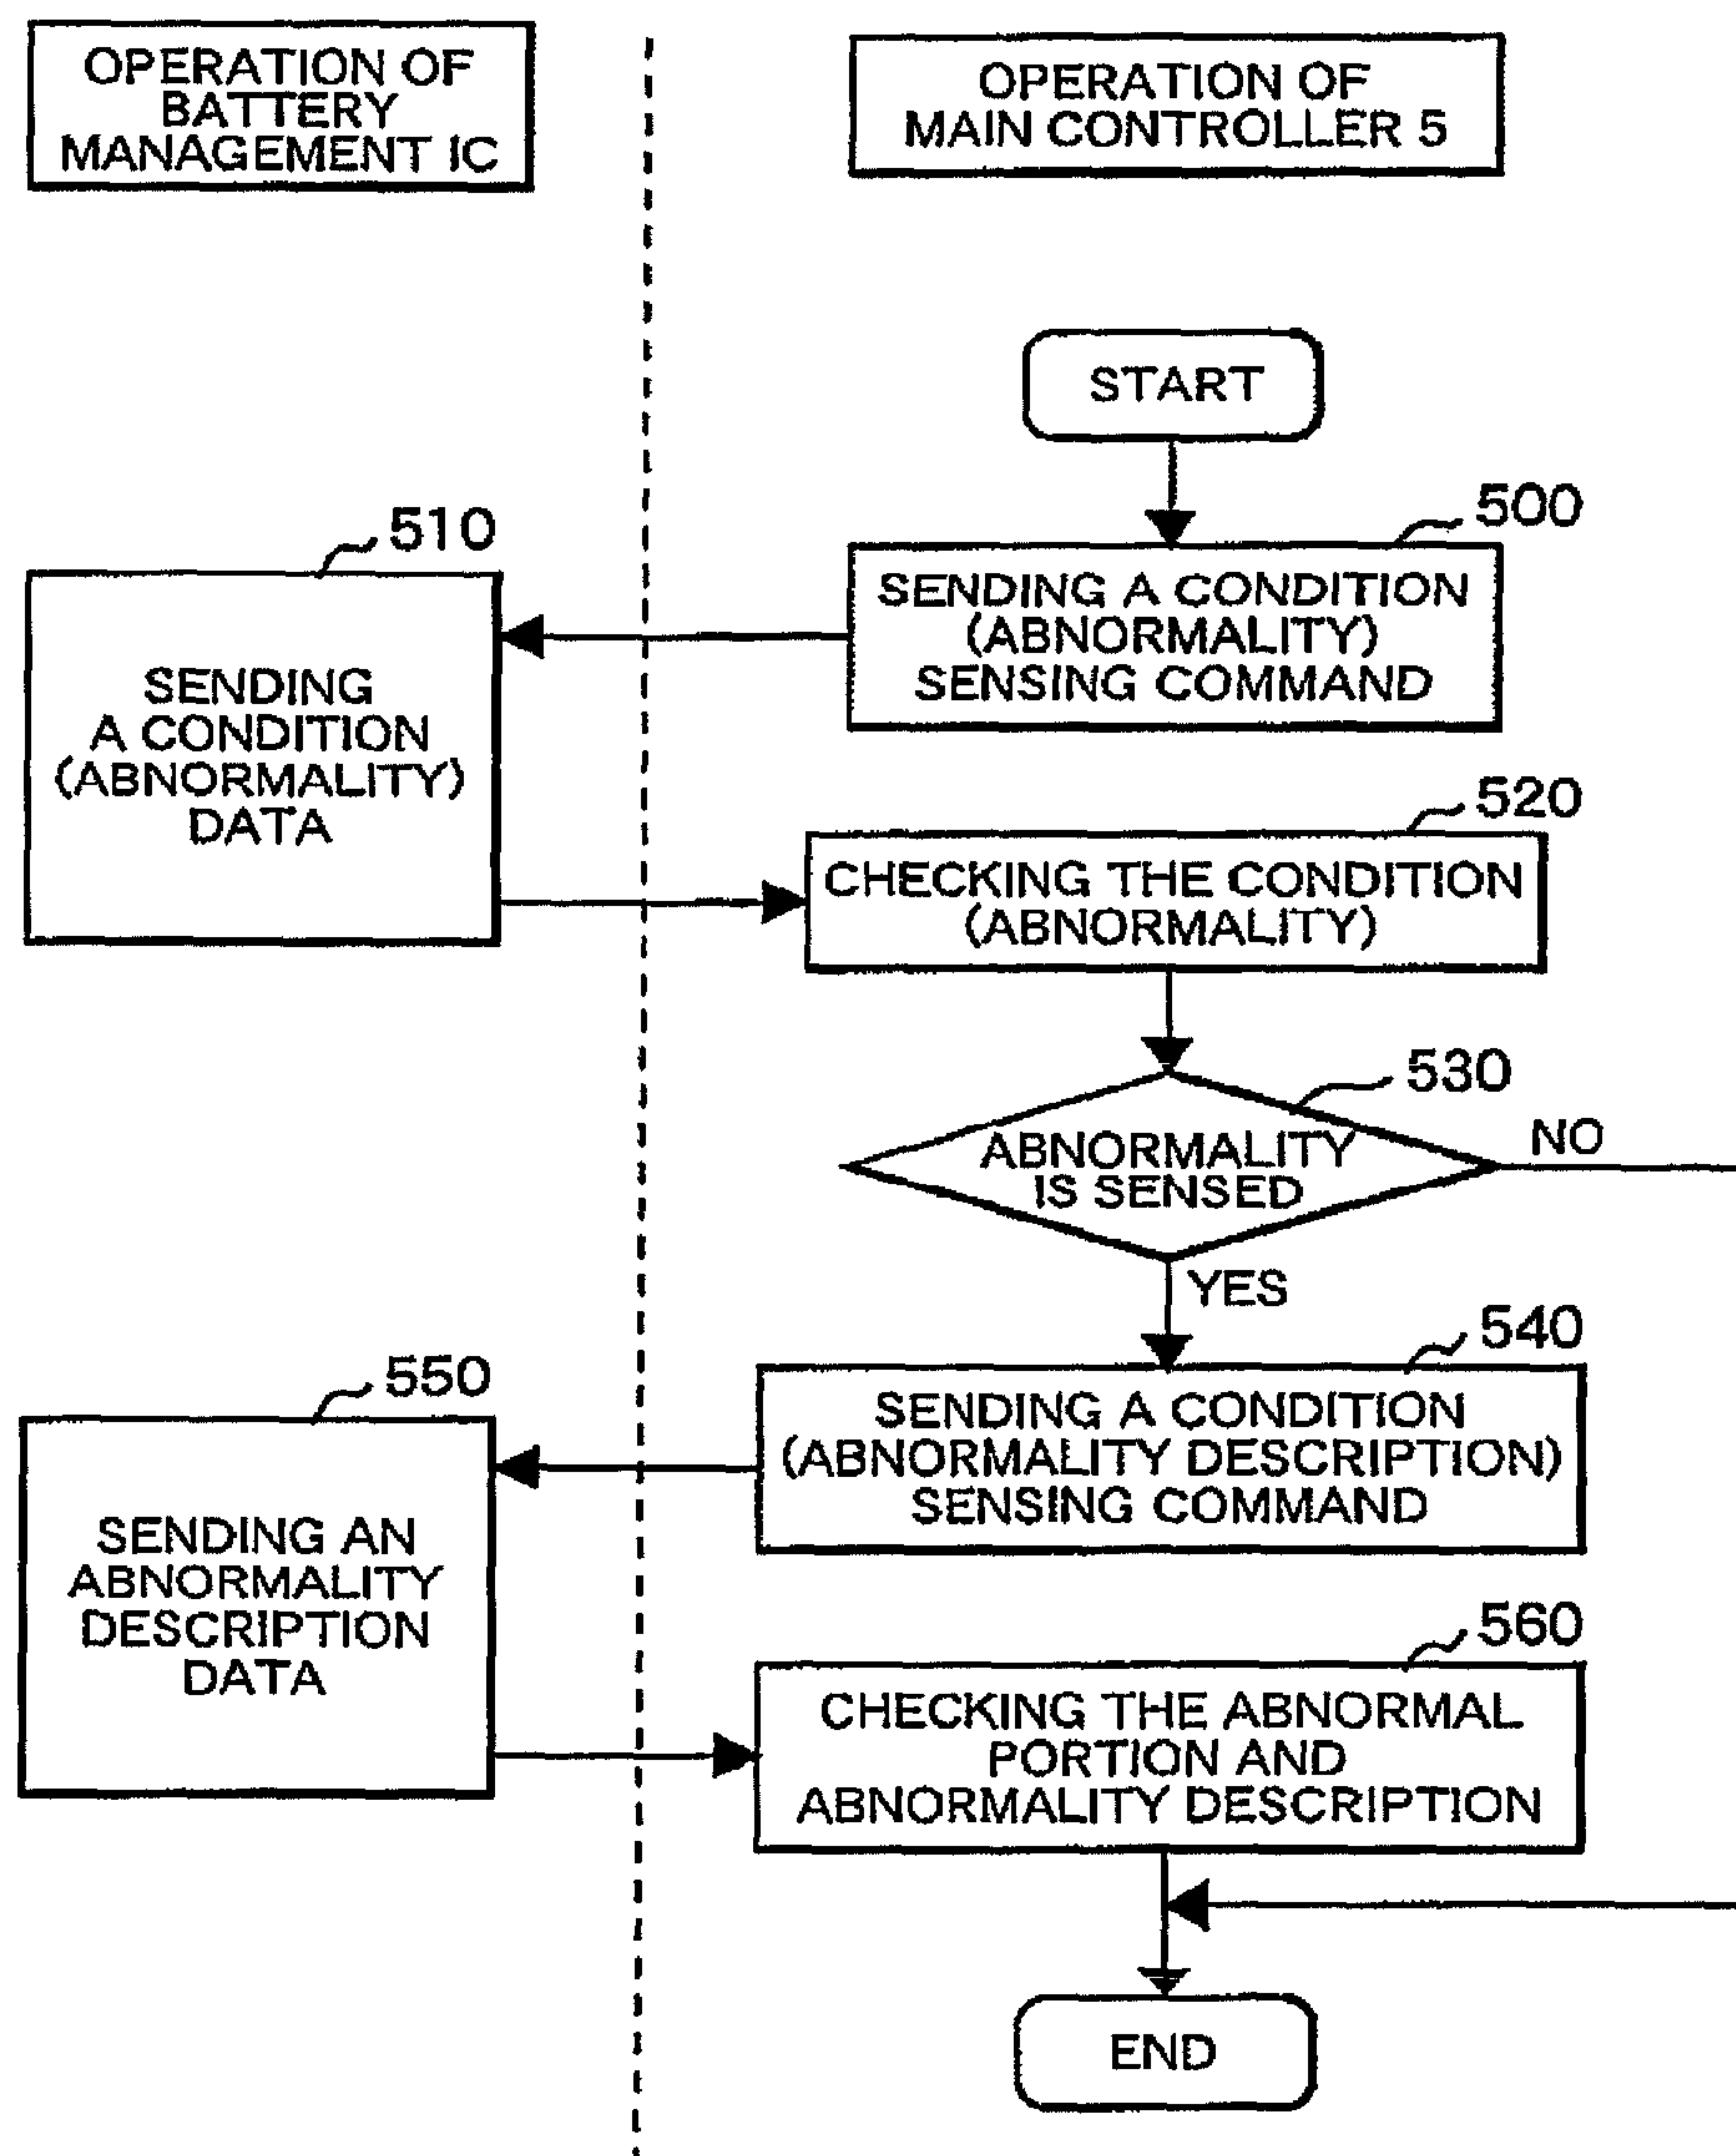 OPERATION OF
BATTERY
MANAGEMENT IC
OPERATION OF
MAIN CONTROLLER 5
START
500
SENDING A CONDITION
(ABNORMALITY)
SENSING COMMAND
510
SENDING
A CONDITION
(ABNORMALITY)
DATA
520
CHECKING THE CONDITION
(ABNORMALITY)
530
ABNORMALITY
IS SENSED
NO
YES
540
SENDING A CONDITION
(ABNORMALITY DESCRIPTION)
SENSING COMMAND
550
SENDING AN
ABNORMALITY
DESCRIPTION
DATA
560
CHECKING THE ABNORMAL
PORTION AND
ABNORMALITY DESCRIPTION
END